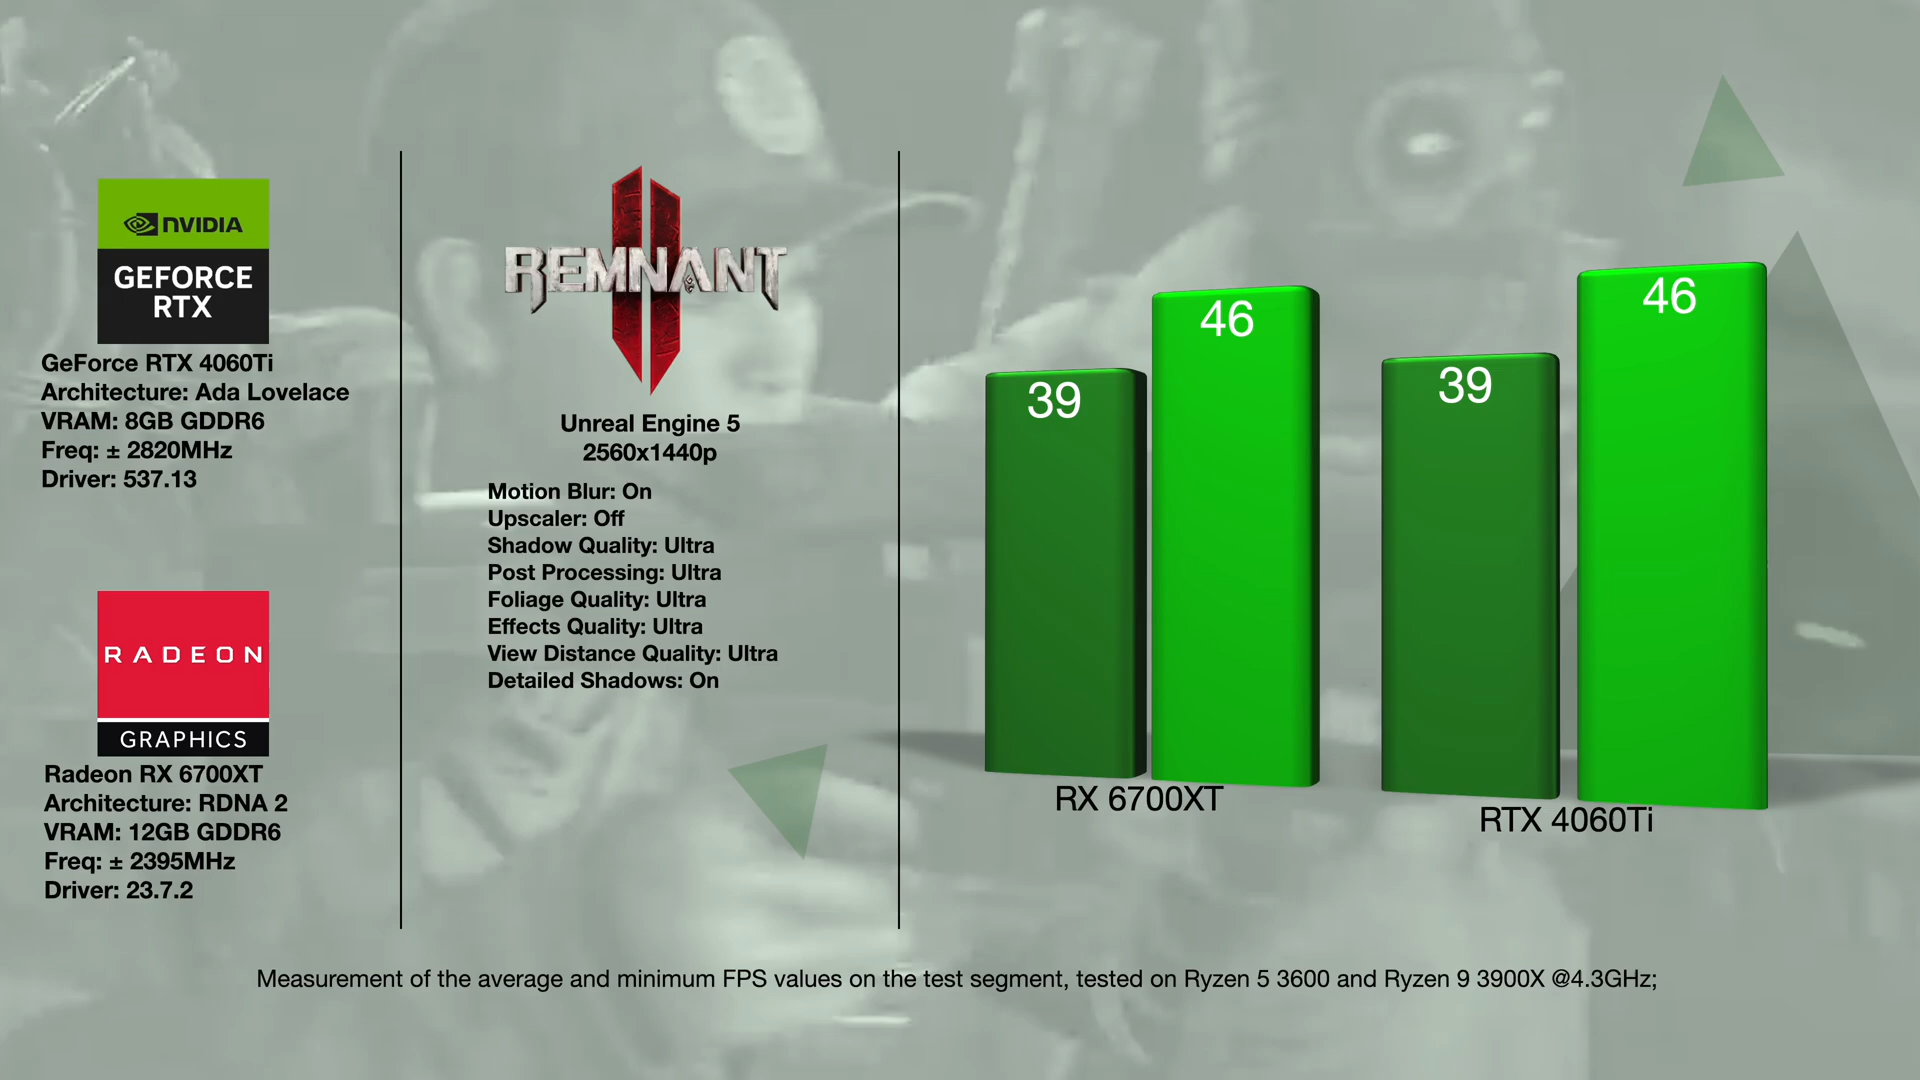 NVIDIA
GEFORCE
RTX
GeForce RTX 4060Ti
Architecture: Ada Lovelace
VRAM: 8GB GDDR6
Freq: ± 2820MHz
Driver: 537.13
RADEON
GRAPHICS
Radeon RX 6700XT
Architecture: RDNA 2
VRAM: 12GB GDDR6
Freq: ± 2395MHz
Driver: 23.7.2
REMNANT
Unreal Engine 5
2560x1440p
Motion Blur: On
Upscaler: Off
Shadow Quality: Ultra
Post Processing: Ultra
Foliage Quality: Ultra
Effects Quality: Ultra
View Distance Quality: Ultra
Detailed Shadows: On
39
46
39
46
RX 6700XT
RTX 4060Ti
Measurement of the average and minimum FPS values on the test segment, tested on Ryzen 5 3600 and Ryzen 9 3900X @4.3GHz;